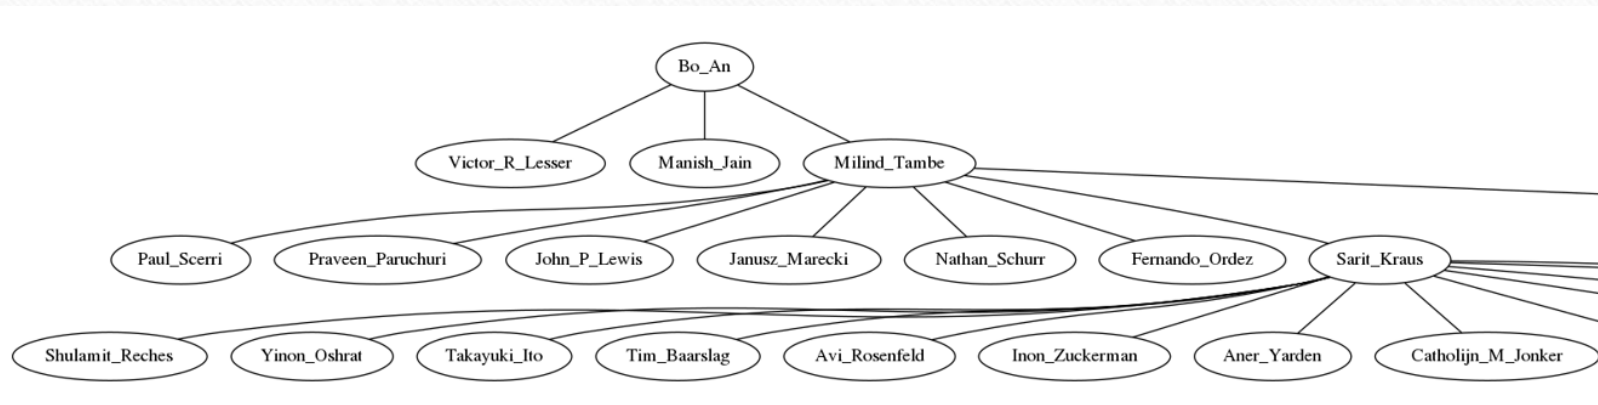 Bo_An
Victor_R_Lesser Manish_Jain Milind_Tambe
Paul_Scerri Praveen_Paruchuri John_P_Lewis Janusz_Marecki Nathan_Schurr Fernando_Ordez Sarit_Kraus
Shulamit_Reches Yinon_Oshrat Takayuki_Ito Tim_Baarslag Avi_Rosenfeld Inon_Zuckerman Aner_Yarden Catholijn_M_Jonker